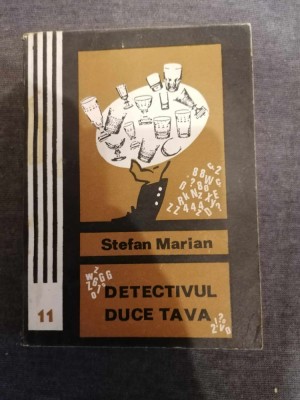 Stefan Marian
DETECTIVUL
DUCE TAVA
11